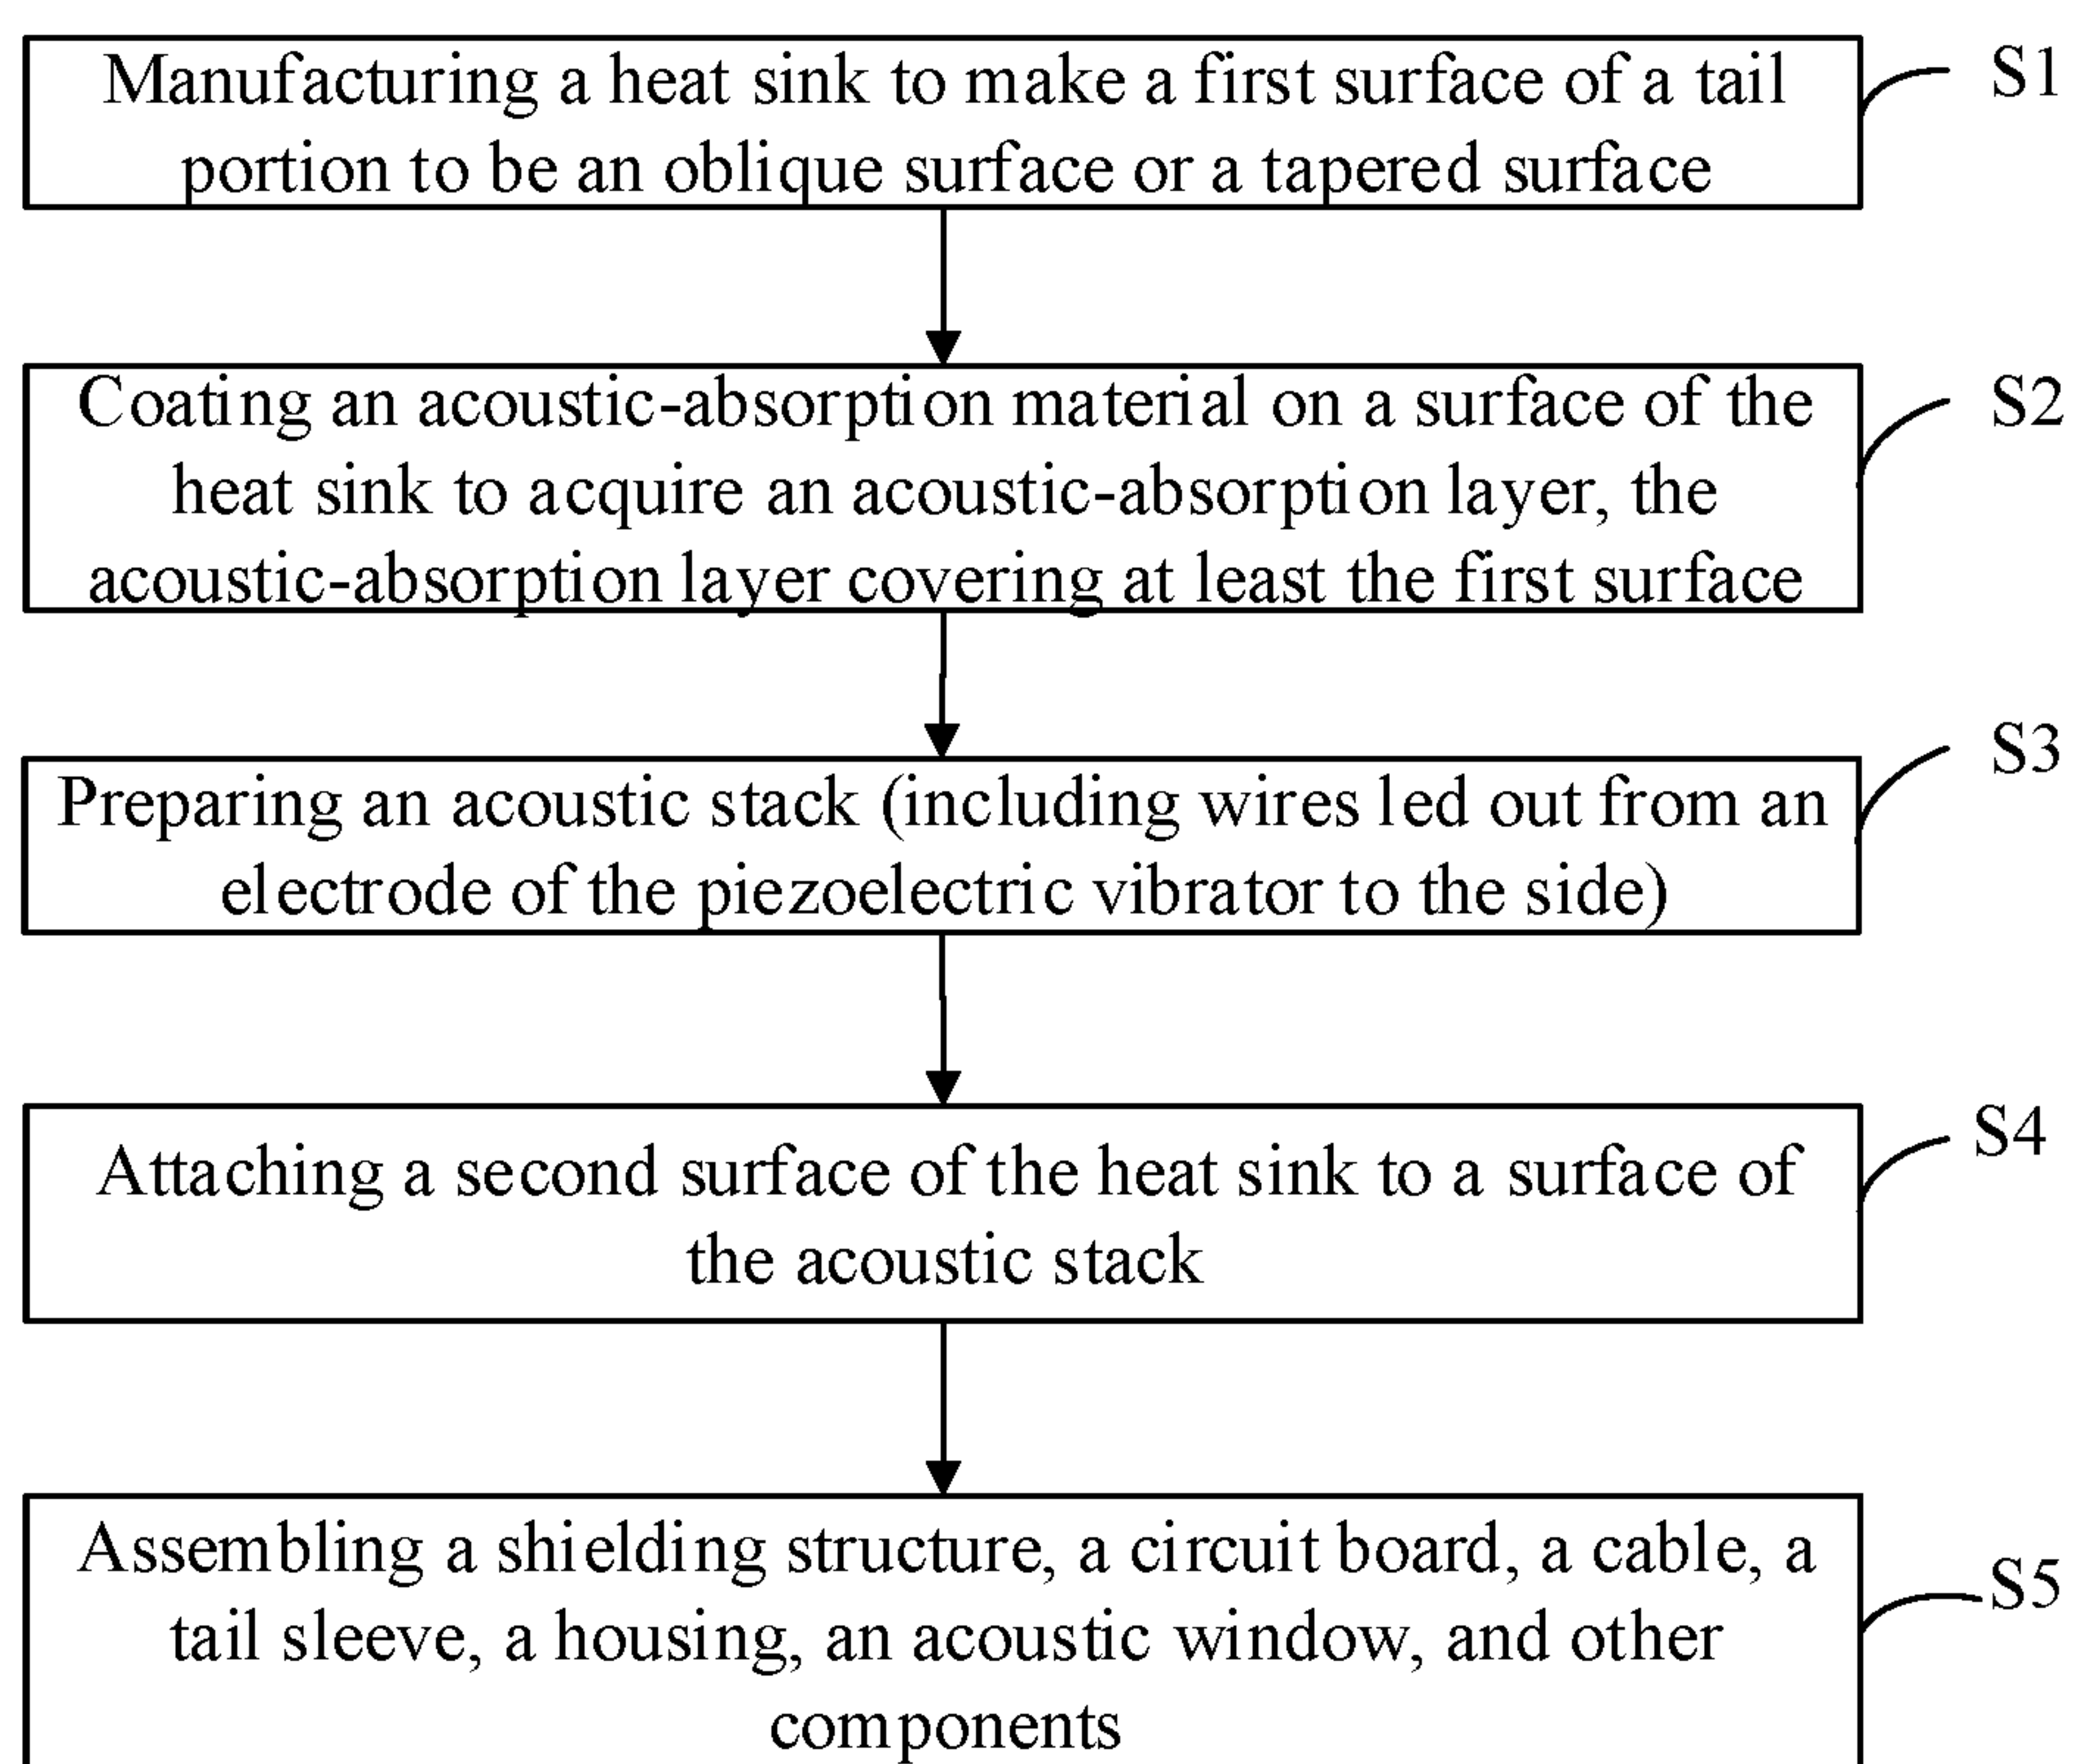 Manufacturing a heat sink to make a first surface of a tail
portion to be an oblique surface or a tapered surface
S1
Coating an acoustic-absorption material on a surface of the
heat sink to acquire an acoustic-absorption layer, the
acoustic-absorption layer covering at least the first surface
S2
Preparing an acoustic stack (including wires led out from an
electrode of the piezoelectric vibrator to the side)
S3
Attaching a second surface of the heat sink to a surface of
the acoustic stack
S4
Assembling a shielding structure, a circuit board, a cable, a
tail sleeve, a housing, an acoustic window, and other
components
S5